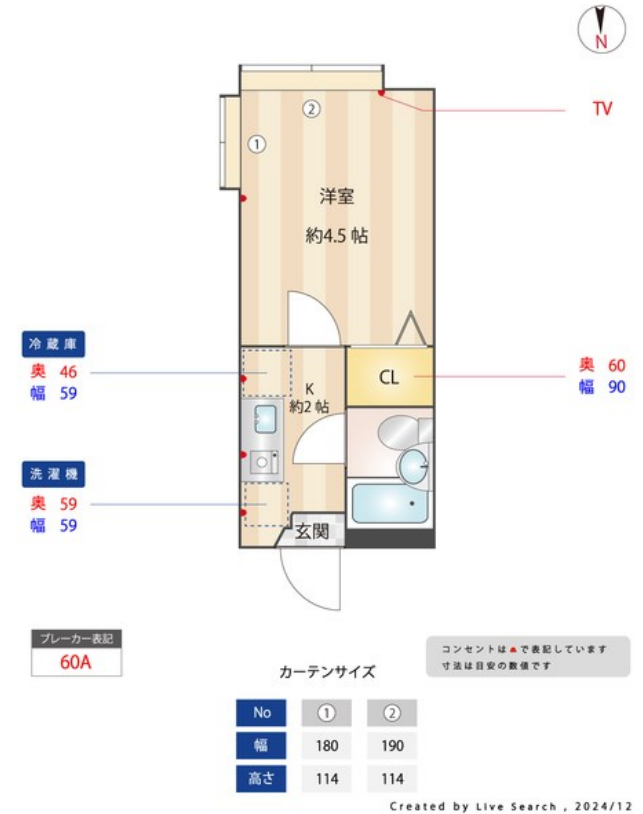 N
②
TV
①
洋室
約4.5 帖
冷蔵庫
奥 46
幅 59
K
約2 帖
CL
奥 60
幅 90
洗濯機
奥 59
幅 59
玄関
ブレーカー表記
60A
コンセントは▲で表記しています
寸法は目安の数値です
カーテンサイズ
No ① ②
幅 180 190
高さ 114 114
Created by Live Search , 2024/12